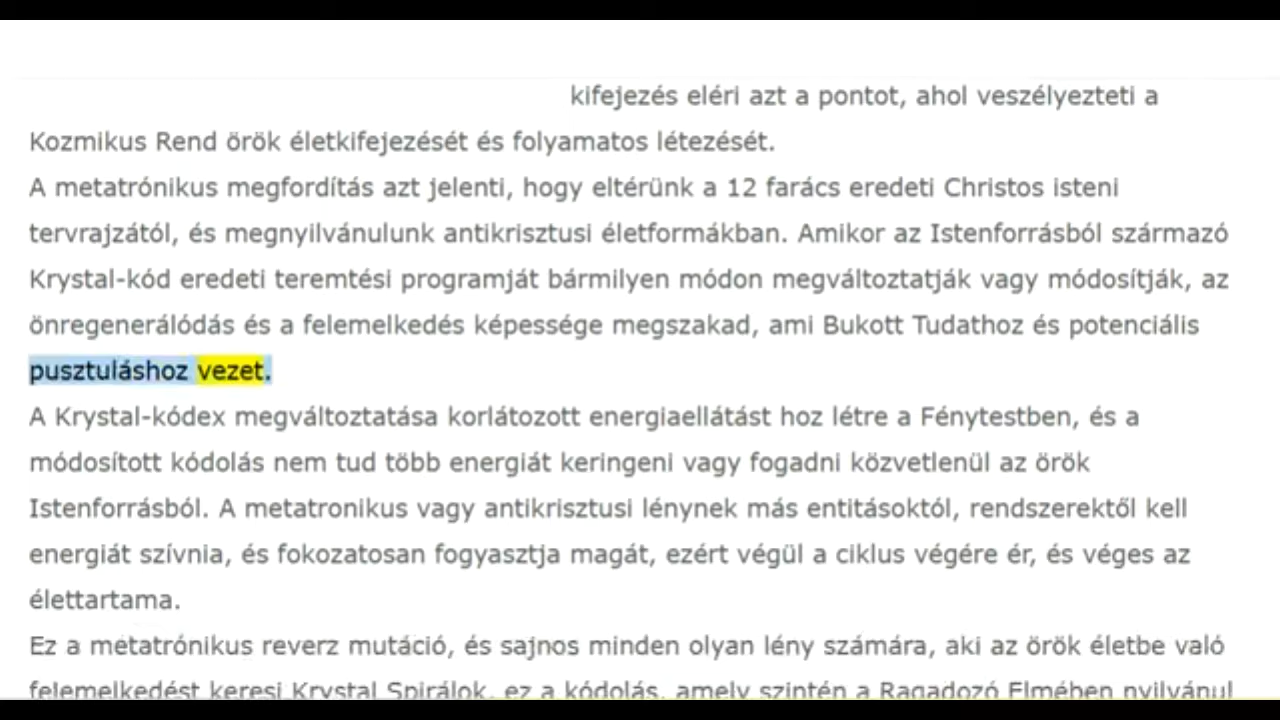 kifejezés eléri azt a pontot, ahol veszélyezteti a
Kozmikus Rend örök életkifejezését és folyamatos létezését.
A metatrónikus megfordítás azt jelenti, hogy eltérünk a 12 farács eredeti Christos isteni
tervrajzától, és megnyilvánulunk antikrisztusi életformákban. Amikor az Istenforrásból származó
Krystal-kód eredeti teremtési programját bármilyen módon megváltoztatják vagy módosítják, az
önregenerálódás és a felemelkedés képessége megszakad, ami Bukott Tudathoz és potenciális
pusztuláshoz vezet.
A Krystal-kódex megváltoztatása korlátozott energiaellátást hoz létre a Fénytestben, és a
módosított kódolás nem tud több energiát keringeni vagy fogadni közvetlenül az örök
Istenforrásból. A metatronikus vagy antikrisztusi lénynek más entitásoktól, rendszerektől kell
energiát szívnia, és fokozatosan fogyasztja magát, ezért végül a ciklus végére ér, és véges az
élettartama.
Ez a metatrónikus reverz mutáció, és sajnos minden olyan lény számára, aki az örök életbe való
felemelkedést keresi Krystal Spirálok, ez a kódolás, amely szintén a Ragadozó Elmében nyilvánul